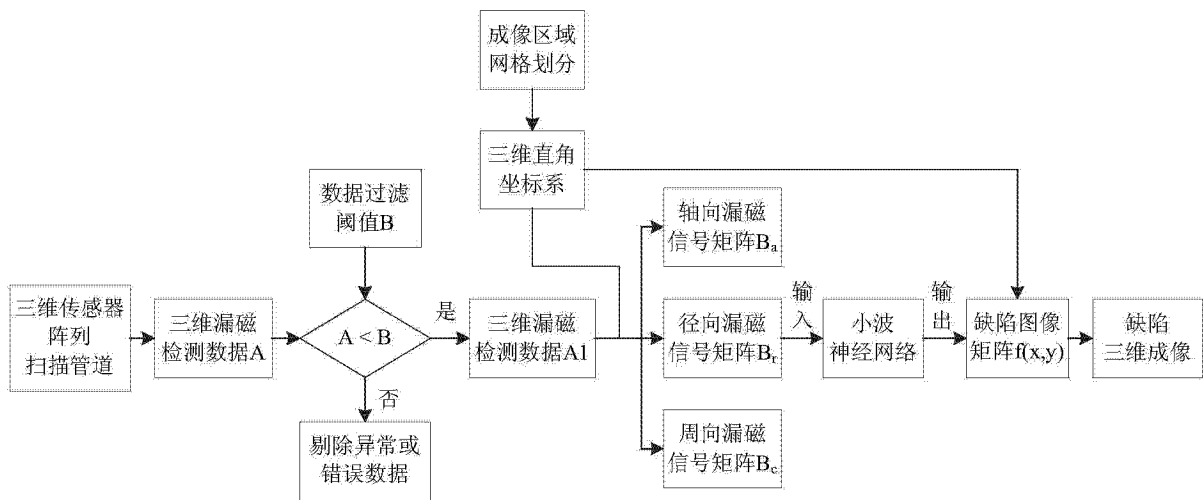 成像区域
网格划分
三维直角
坐标系
数据过滤
阈值B
轴向漏磁
信号矩阵Ba
三维传感器
阵列
扫描管道
三维漏磁
检测数据A
A < B
是
否
剔除异常或
错误数据
三维漏磁
检测数据A1
径向漏磁
信号矩阵Br
输
入
小波
神经网络
输
出
缺陷图像
矩阵f(x,y)
缺陷
三维成像
周向漏磁
信号矩阵Bc